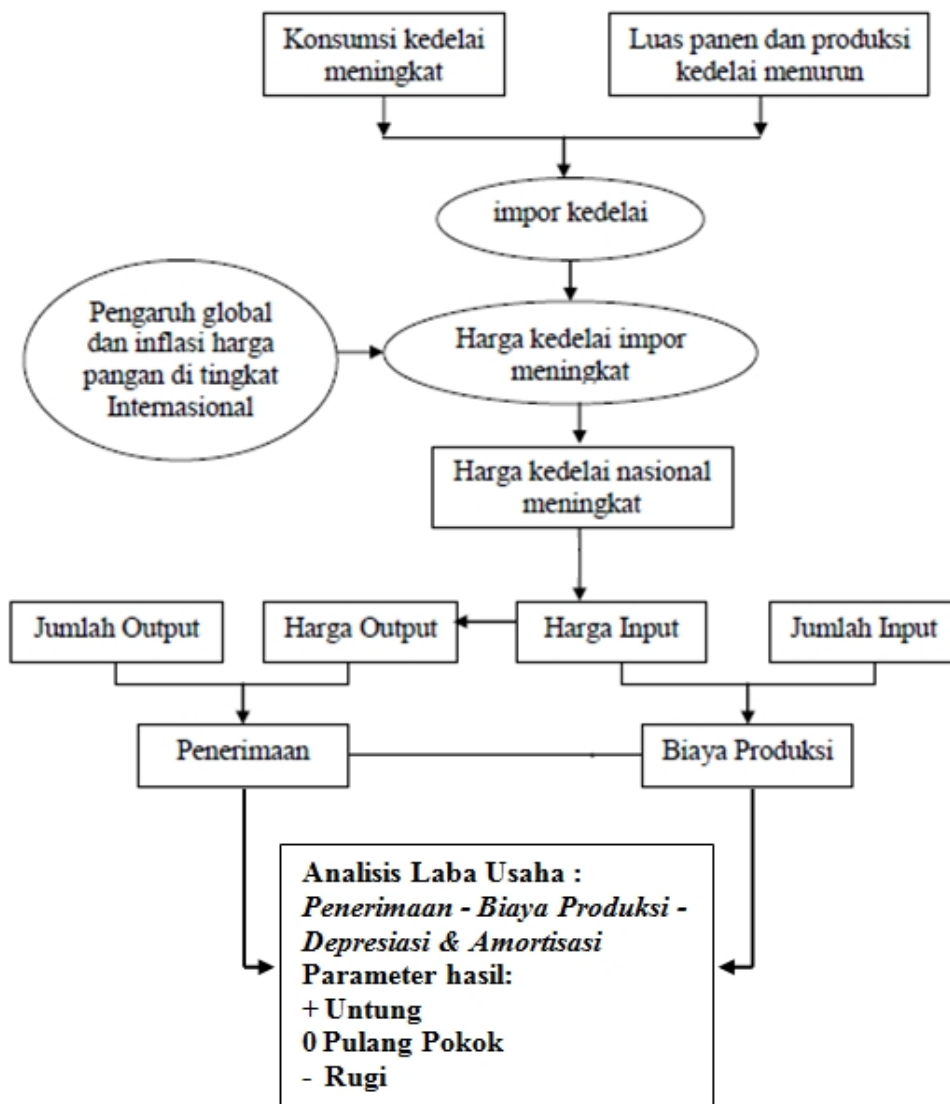 Konsumsi kedelai
meningkat
Luas panen dan produksi
kedelai menurun
impor kedelai
Pengaruh global
dan inflasi harga
pangan di tingkat
Internasional
Harga kedelai impor
meningkat
Harga kedelai nasional
meningkat
Jumlah Output
Harga Output
Harga Input
Jumlah Input
Penerimaan
Biaya Produksi
Analisis Laba Usaha :
Penerimaan - Biaya Produksi -
Depresiasi & Amortisasi
Parameter hasil:
+ Untung
0 Pulang Pokok
- Rugi